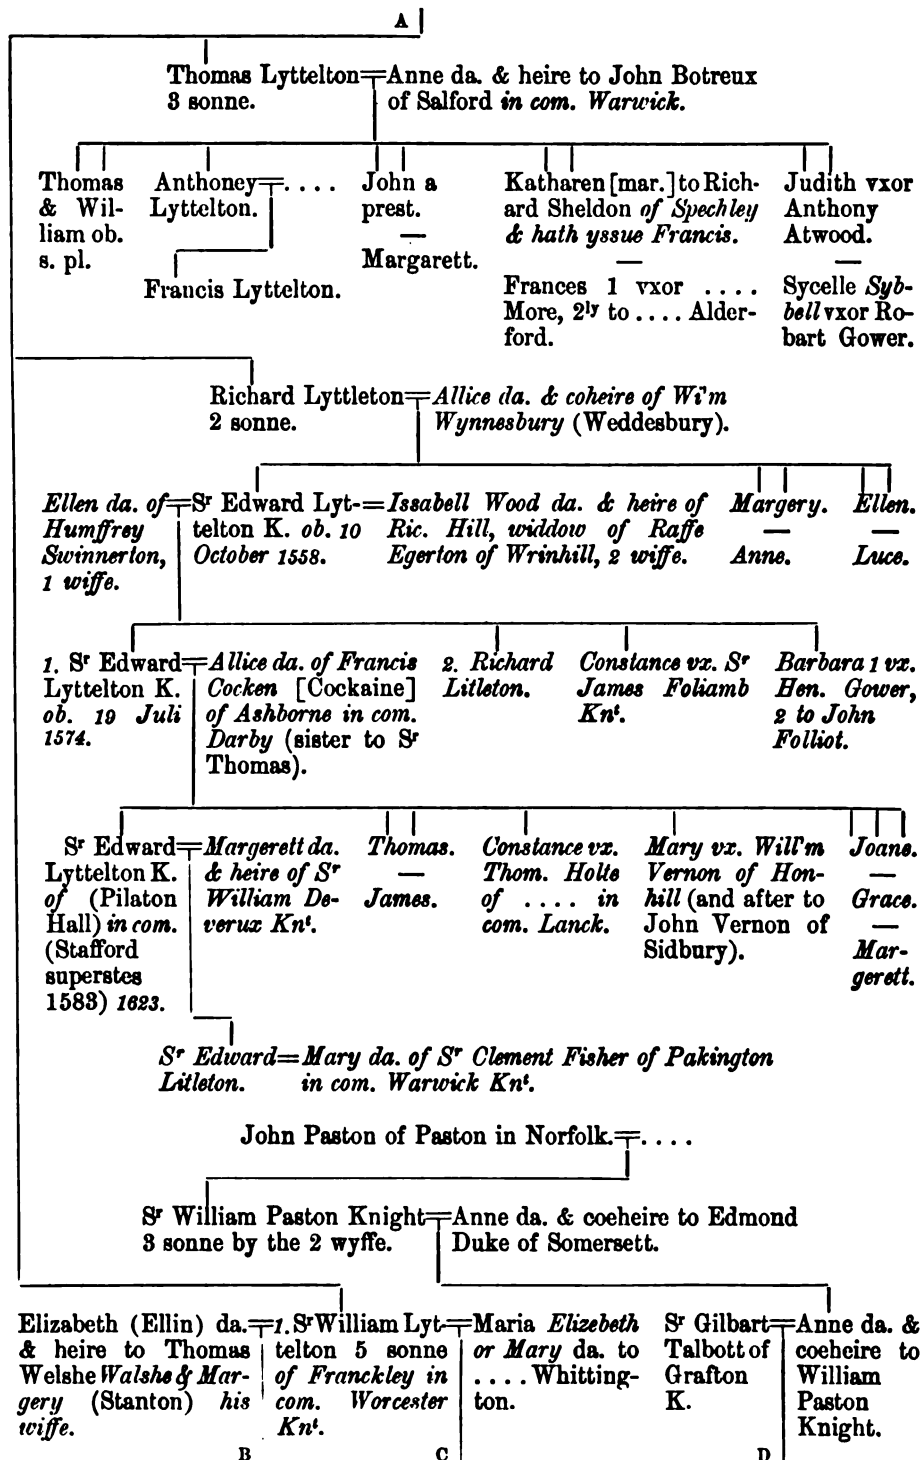 A
Thomas Lyttelton=Anne da. & heire to John Botreux
3 sonne. of Salford in com. Warwick.
Thomas
& Wil-
liam ob.
s. pl.
Anthoney=. . . .
Lyttelton.
Francis Lyttelton.
John a
prest.
—
Margarett.
Katharen [mar.] to Rich-
ard Sheldon of Spechley
& hath yssue Francis.
—
Frances 1 vxor . . . .
More, 2ly to . . . . Alder-
ford.
Judith vxor
Anthony
Atwood.
—
Sycelle Syb-
bell vxor Ro-
bart Gower.
Richard Lyttleton=Allice da. & coheire of Wi'm
2 sonne. Wynnesbury (Weddesbury).
Ellen da. of
Humffrey
Swinnerton,
1 wiffe.
=Sr Edward Lyt-
telton K. ob. 10
October 1558.
=Issabell Wood da. & heire of
Ric. Hill, widdow of Raffe
Egerton of Wrinhill, 2 wiffe.
Margery.
—
Anne.
Ellen.
—
Luce.
1. Sr Edward
Lyttelton K.
ob. 19 Juli
1574.
=Allice da. of Francis
Cocken [Cockaine]
of Ashborne in com.
Darby (sister to Sr
Thomas).
2. Richard
Litleton.
Constance vx. Sr
James Foliamb
Knt.
Barbara 1 vx.
Hen. Gower,
2 to John
Folliot.
Sr Edward
Lyttelton K.
of (Pilaton
Hall) in com.
(Stafford
superstes
1583) 1623.
=Margerett da.
& heire of Sr
William De-
verux Knt.
Thomas.
—
James.
Constance vx.
Thom. Holte
of . . . . in
com. Lanck.
Mary vx. Will'm
Vernon of Hon-
hill (and after to
John Vernon of
Sidbury).
Joane.
—
Grace.
—
Mar-
gerett.
Sr Edward=Mary da. of Sr Clement Fisher of Pakington
Litleton. in com. Warwick Knt.
John Paston of Paston in Norfolk.=. . . .
Sr William Paston Knight=Anne da. & coeheire to Edmond
3 sonne by the 2 wyffe. Duke of Somersett.
Elizabeth (Ellin) da.
& heire to Thomas
Welshe Walshe & Mar-
gery (Stanton) his
wiffe.
=1. Sr William Lyt-
telton 5 sonne
of Franckley in
com. Worcester
Knt.
=Maria Elizebeth
or Mary da. to
. . . . Whitting-
ton.
Sr Gilbart
Talbott of
Grafton
K.
=Anne da. &
coeheire to
William
Paston
Knight.
B C D